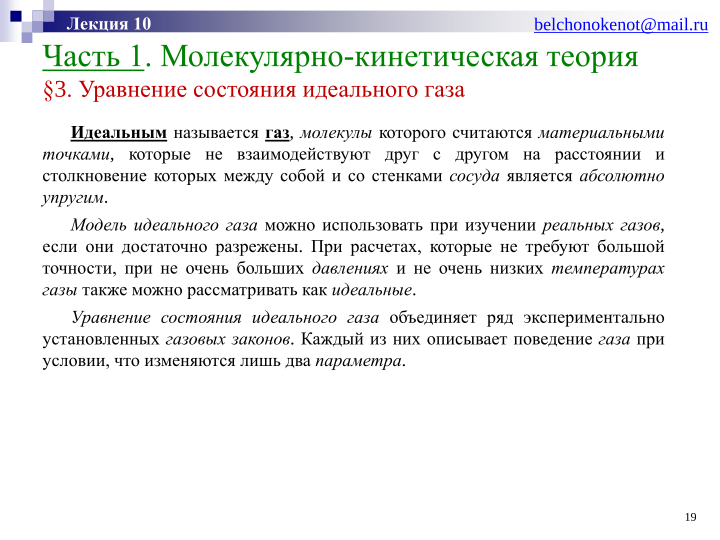 Лекция 10
belchonokenot@mail.ru
Часть 1. Молекулярно-кинетическая теория
§3. Уравнение состояния идеального газа
Идеальным называется газ, молекулы которого считаются материальными
точками, которые не взаимодействуют друг с другом на расстоянии и
столкновение которых между собой и со стенками сосуда является абсолютно
упругим.
Модель идеального газа можно использовать при изучении реальных газов,
если они достаточно разрежены. При расчетах, которые не требуют большой
точности, при не очень больших давлениях и не очень низких температурах
газы также можно рассматривать как идеальные.
Уравнение состояния идеального газа объединяет ряд экспериментально
установленных газовых законов. Каждый из них описывает поведение газа при
условии, что изменяются лишь два параметра.
19